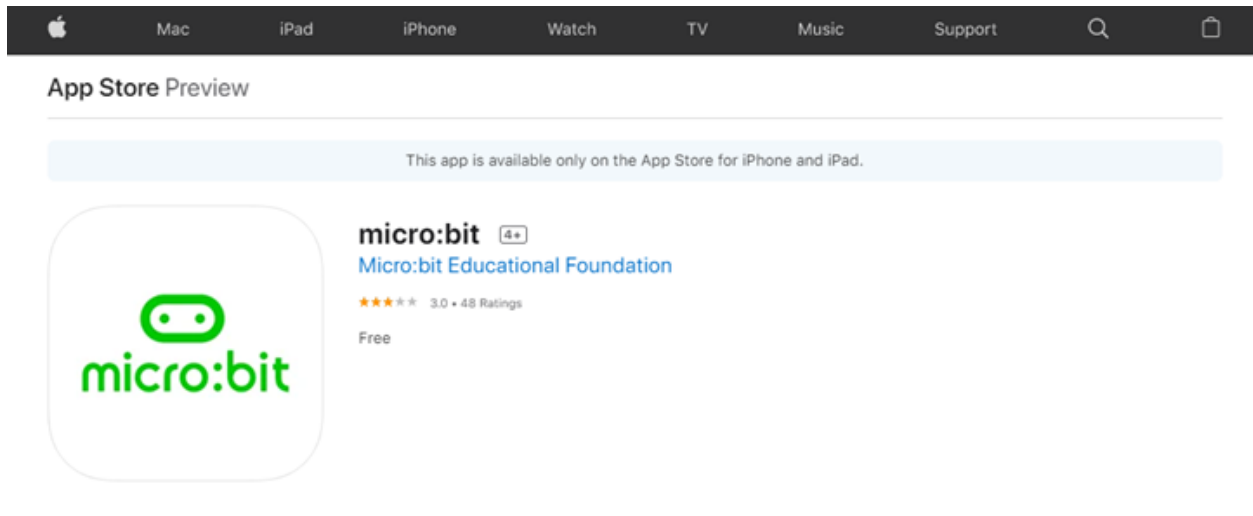 Mac iPad iPhone Watch TV Music Support
App Store Preview
This app is available only on the App Store for iPhone and iPad.
micro:bit 4+
Micro:bit Educational Foundation
3.0 • 48 Ratings
Free
micro:bit